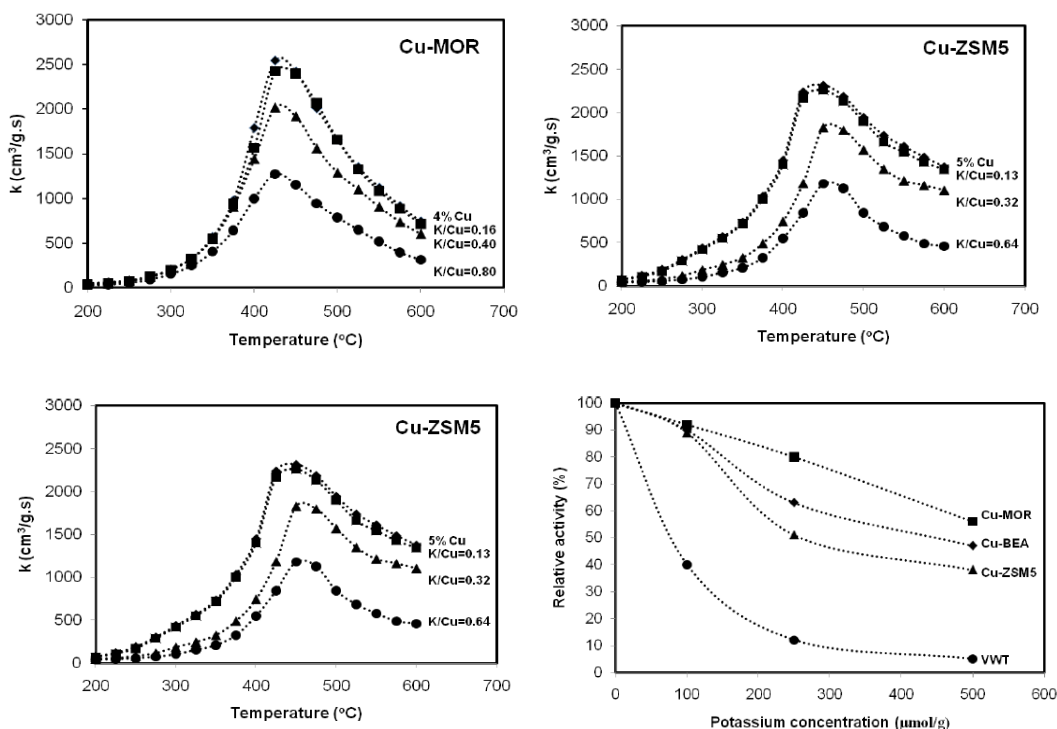 Cu-MOR
3000
2500
2000
1500
1000
500
0
k (cm³/g.s)
4% Cu
K/Cu=0.16
K/Cu=0.40
K/Cu=0.80
200 300 400 500 600 700
Temperature (°C)
Cu-ZSM5
3000
2500
2000
1500
1000
500
0
k (cm³/g.s)
5% Cu
K/Cu=0.13
K/Cu=0.32
K/Cu=0.64
200 300 400 500 600 700
Temperature (°C)
Cu-ZSM5
3000
2500
2000
1500
1000
500
0
k (cm³/g.s)
5% Cu
K/Cu=0.13
K/Cu=0.32
K/Cu=0.64
200 300 400 500 600 700
Temperature (°C)
100
90
80
70
60
50
40
30
20
10
0
Relative activity (%)
Cu-MOR
Cu-BEA
Cu-ZSM5
VWT
0 100 200 300 400 500 600
Potassium concentration (μmol/g)